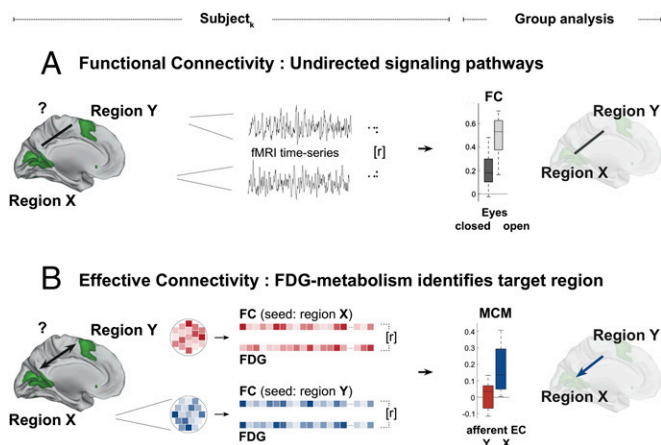 Subjectk
Group analysis
A Functional Connectivity : Undirected signaling pathways
?
Region Y
Region X
fMRI time-series
[r]
FC
0.6
0.4
0.2
0
Eyes
closed open
Region Y
Region X
B Effective Connectivity : FDG-metabolism identifies target region
?
Region Y
Region X
FC (seed: region X)
FDG
[r]
FC (seed: region Y)
FDG
[r]
MCM
0.4
0.3
0.2
0.1
0
-0.1
afferent EC
Y X
Region Y
Region X